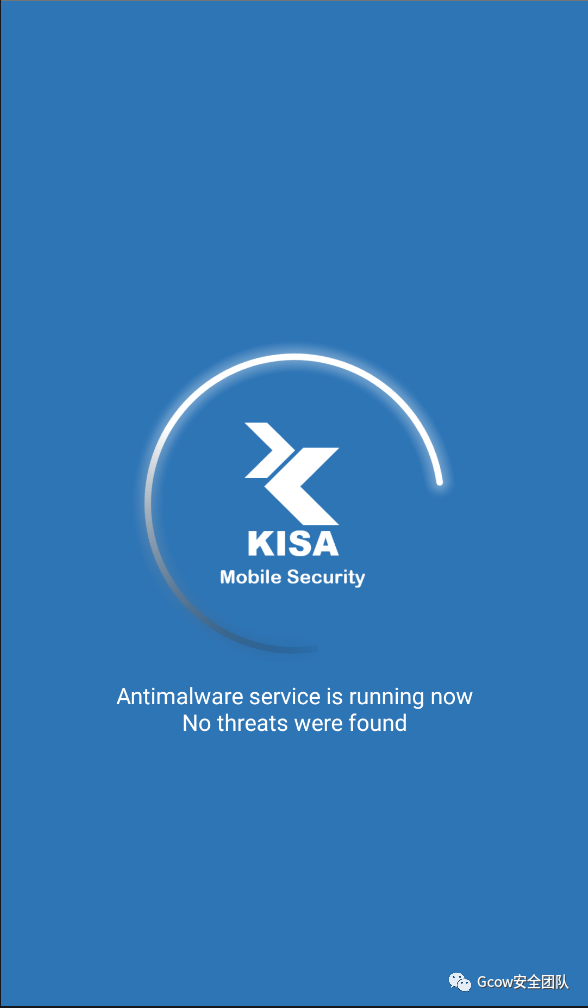 KISA
Mobile Security
Antimalware service is running now
No threats were found
Gcow安全团队